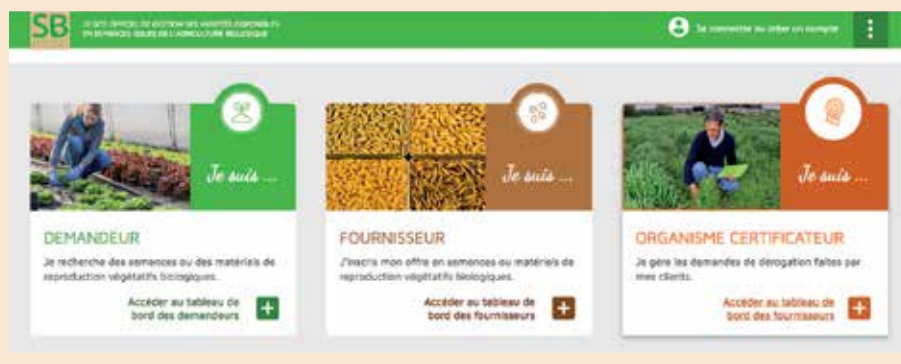 SB
LE SITE OFFICIEL DE GESTION DES VARIÉTÉS DISPONIBLES
EN SEMENCES ISSUES DE L'AGRICULTURE BIOLOGIQUE
Se connecter ou créer un compte
Je suis ...
Je suis ...
Je suis ...
DEMANDEUR
Je recherche des semences ou des matériels de
reproduction végétatifs biologiques.
Accéder au tableau de
bord des demandeurs
FOURNISSEUR
J'inscris mon offre en semences ou matériels de
reproduction végétatifs biologiques.
Accéder au tableau de
bord des fournisseurs
ORGANISME CERTIFICATEUR
Je gère les demandes de dérogation faites par
mes clients.
Accéder au tableau de
bord des fournisseurs